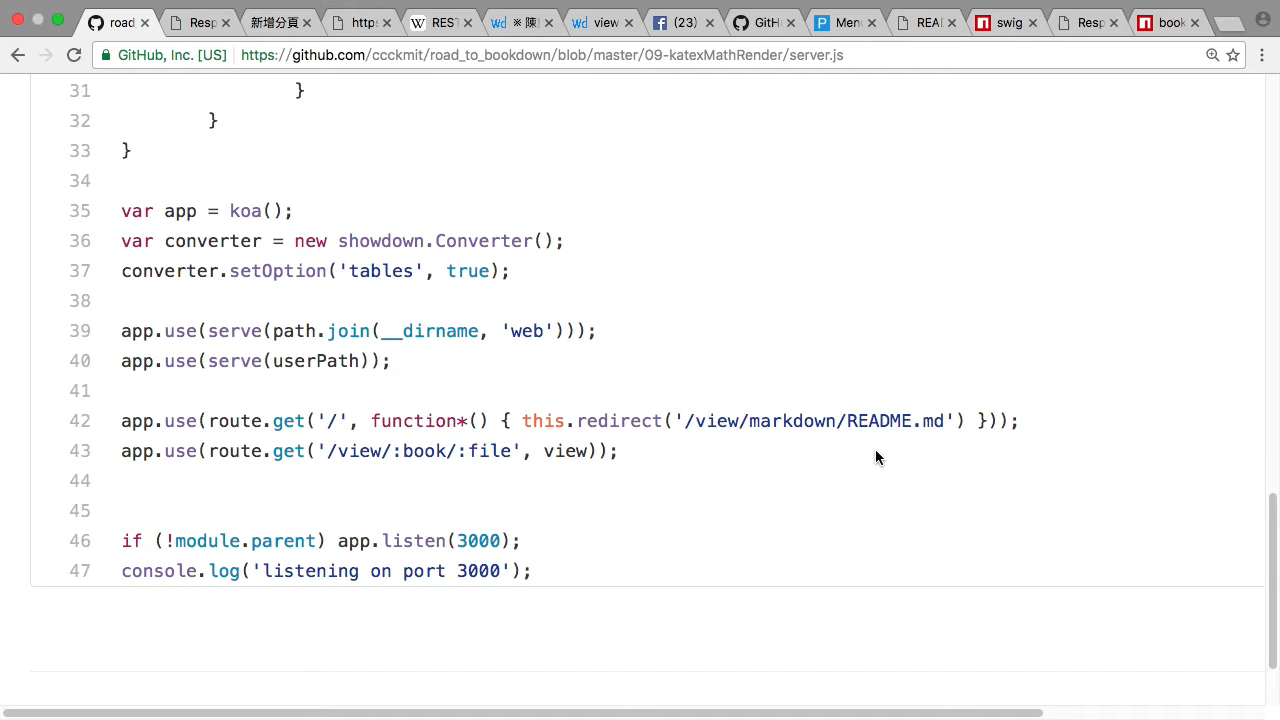 road
Resp
新增分頁
https
REST
※ 陳
view
(23)
GitH
Menu
REAL
swig
Resp
book
GitHub, Inc. [US] https://github.com/ccckmit/road_to_bookdown/blob/master/09-katexMathRender/server.js
31 }
32 }
33 }
34
35 var app = koa();
36 var converter = new showdown.Converter();
37 converter.setOption('tables', true);
38
39 app.use(serve(path.join(__dirname, 'web')));
40 app.use(serve(userPath));
41
42 app.use(route.get('/', function*() { this.redirect('/view/markdown/README.md') }));
43 app.use(route.get('/view/:book/:file', view));
44
45
46 if (!module.parent) app.listen(3000);
47 console.log('listening on port 3000');